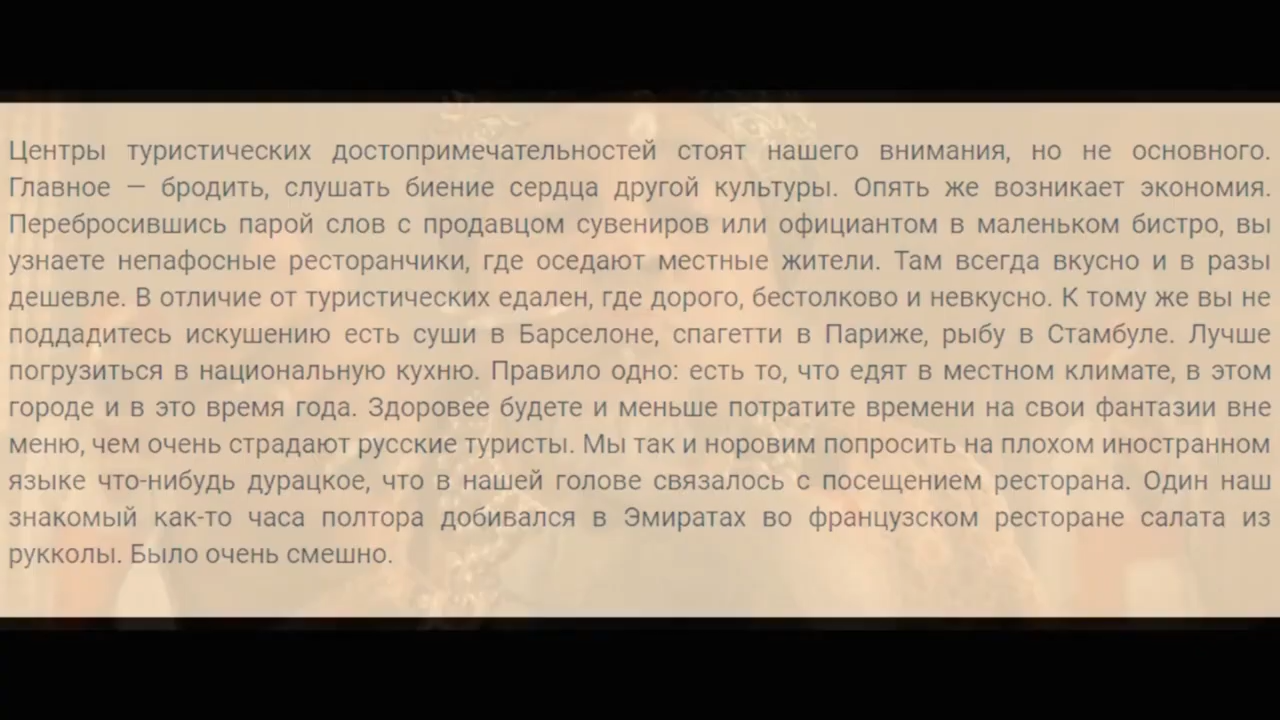 Центры туристических достопримечательностей стоят нашего внимания, но не основного.
Главное — бродить, слушать биение сердца другой культуры. Опять же возникает экономия.
Перебросившись парой слов с продавцом сувениров или официантом в маленьком бистро, вы
узнаете непафосные ресторанчики, где оседают местные жители. Там всегда вкусно и в разы
дешевле. В отличие от туристических едален, где дорого, бестолково и невкусно. К тому же вы не
поддадитесь искушению есть суши в Барселоне, спагетти в Париже, рыбу в Стамбуле. Лучше
погрузиться в национальную кухню. Правило одно: есть то, что едят в местном климате, в этом
городе и в это время года. Здоровее будете и меньше потратите времени на свои фантазии вне
меню, чем очень страдают русские туристы. Мы так и норовим попросить на плохом иностранном
языке что-нибудь дурацкое, что в нашей голове связалось с посещением ресторана. Один наш
знакомый как-то часа полтора добивался в Эмиратах во французском ресторане салата из
рукколы. Было очень смешно.